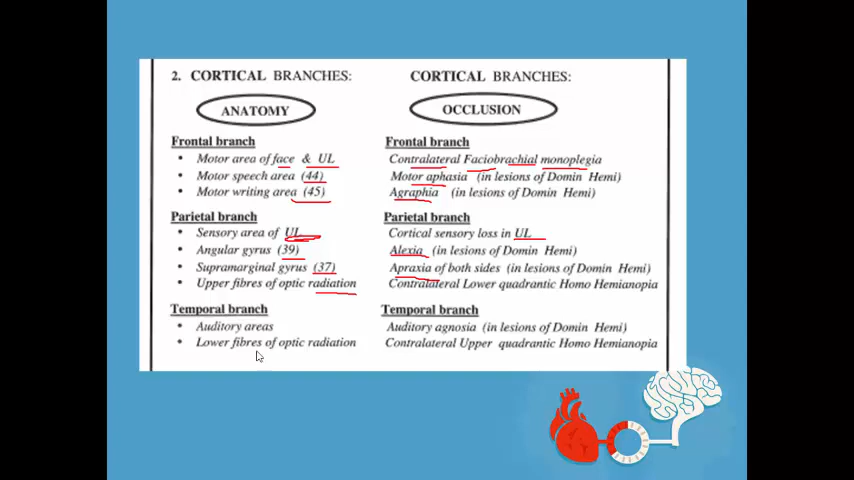 2. CORTICAL BRANCHES:
ANATOMY
Frontal branch
• Motor area of face & UL
• Motor speech area (44)
• Motor writing area (45)
Parietal branch
• Sensory area of UL
• Angular gyrus (39)
• Supramarginal gyrus (37)
• Upper fibres of optic radiation
Temporal branch
• Auditory areas
• Lower fibres of optic radiation
CORTICAL BRANCHES:
OCCLUSION
Frontal branch
Contralateral Faciobrachial monoplegia
Motor aphasia (in lesions of Domin Hemi)
Agraphia (in lesions of Domin Hemi)
Parietal branch
Cortical sensory loss in UL
Alexia (in lesions of Domin Hemi)
Apraxia of both sides (in lesions of Domin Hemi)
Contralateral Lower quadrantic Homo Hemianopia
Temporal branch
Auditory agnosia (in lesions of Domin Hemi)
Contralateral Upper quadrantic Homo Hemianopia